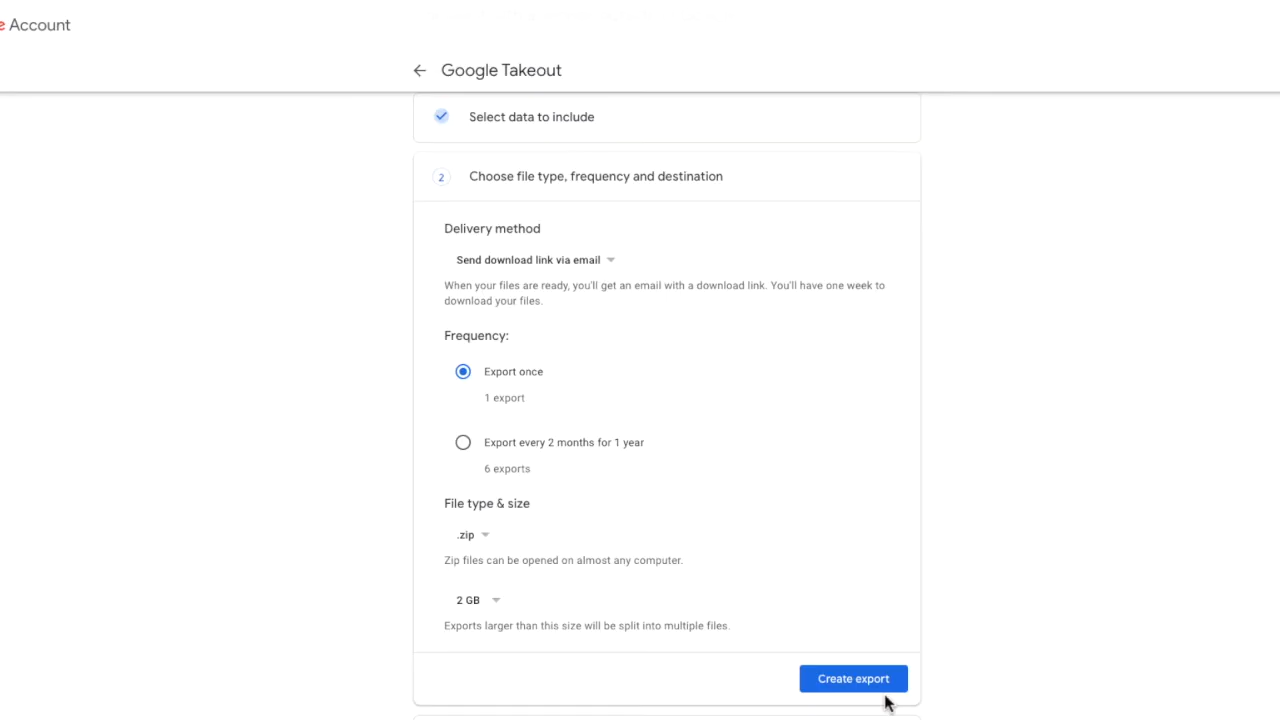 e Account
Google Takeout
Select data to include
2 Choose file type, frequency and destination
Delivery method
Send download link via email
When your files are ready, you'll get an email with a download link. You'll have one week to
download your files.
Frequency:
Export once
1 export
Export every 2 months for 1 year
6 exports
File type & size
.zip
Zip files can be opened on almost any computer.
2 GB
Exports larger than this size will be split into multiple files.
Create export